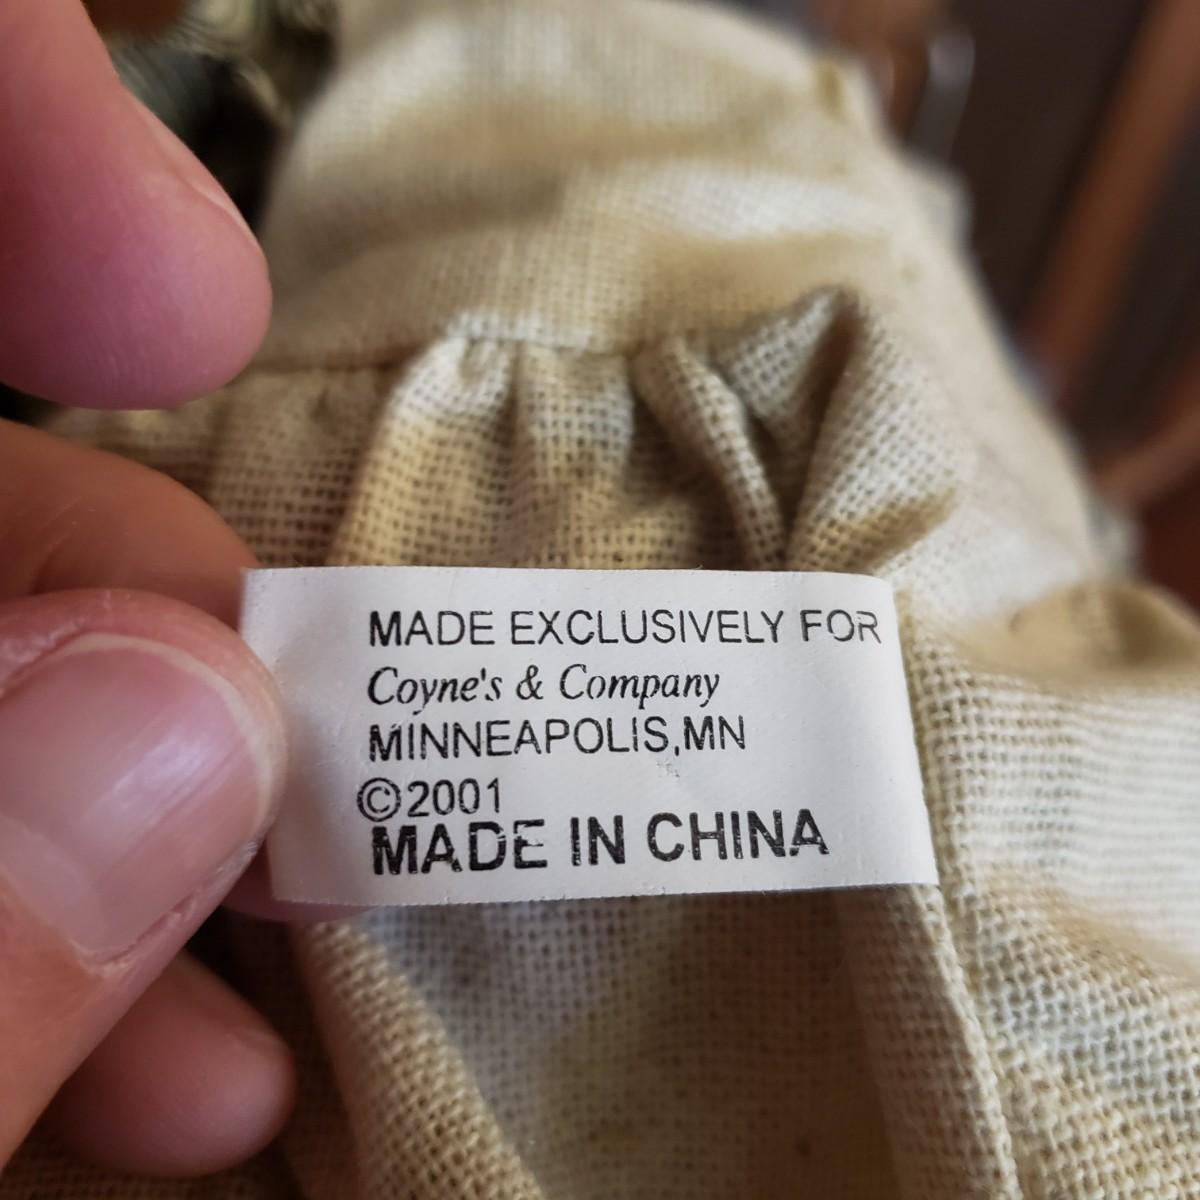 MADE EXCLUSIVELY FOR
Coyne's & Company
MINNEAPOLIS,MN
©2001
MADE IN CHINA